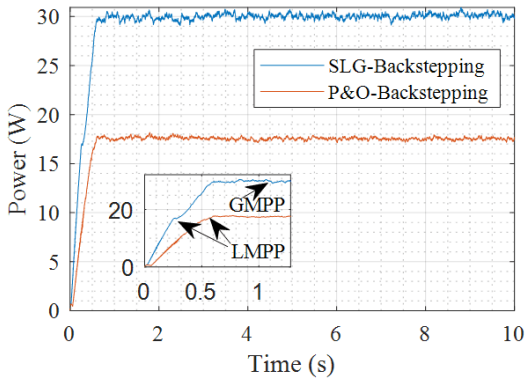 30
25
20
15
10
5
0
Power (W)
SLG-Backstepping
P&O-Backstepping
20
0
GMPP
LMPP
0 0.5 1
0 2 4 6 8 10
Time (s)